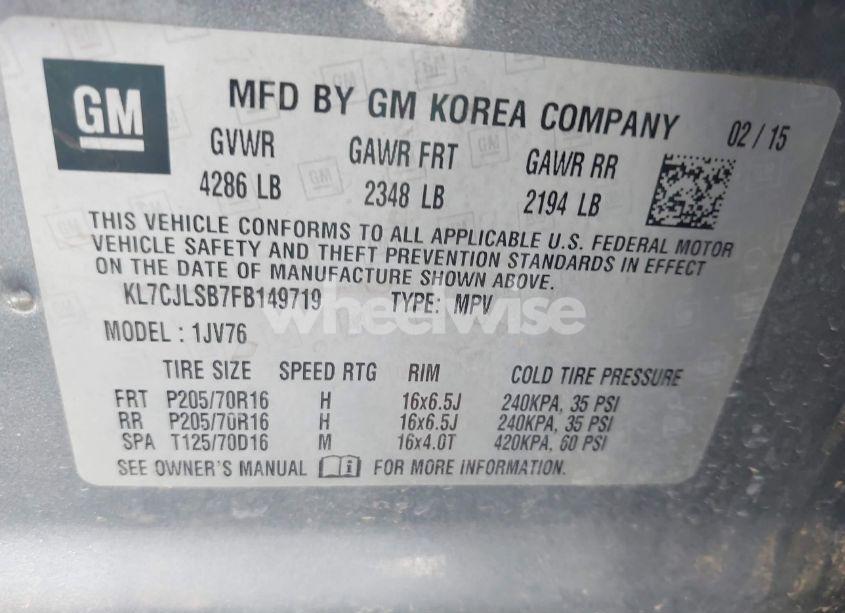 GM
MFD BY GM KOREA COMPANY 02 / 15
GVWR GAWR FRT GAWR RR
4286 LB 2348 LB 2194 LB
THIS VEHICLE CONFORMS TO ALL APPLICABLE U.S. FEDERAL MOTOR
VEHICLE SAFETY AND THEFT PREVENTION STANDARDS IN EFFECT
ON THE DATE OF MANUFACTURE SHOWN ABOVE.
KL7CJLSB7FB149719 TYPE: MPV
wheelwise
MODEL : 1JV76
TIRE SIZE SPEED RTG RIM COLD TIRE PRESSURE
FRT P205/70R16 H 16x6.5J 240KPA, 35 PSI
RR P205/70R16 H 16x6.5J 240KPA, 35 PSI
SPA T125/70D16 M 16x4.0T 420KPA, 60 PSI
SEE OWNER'S MANUAL FOR MORE INFORMATION.